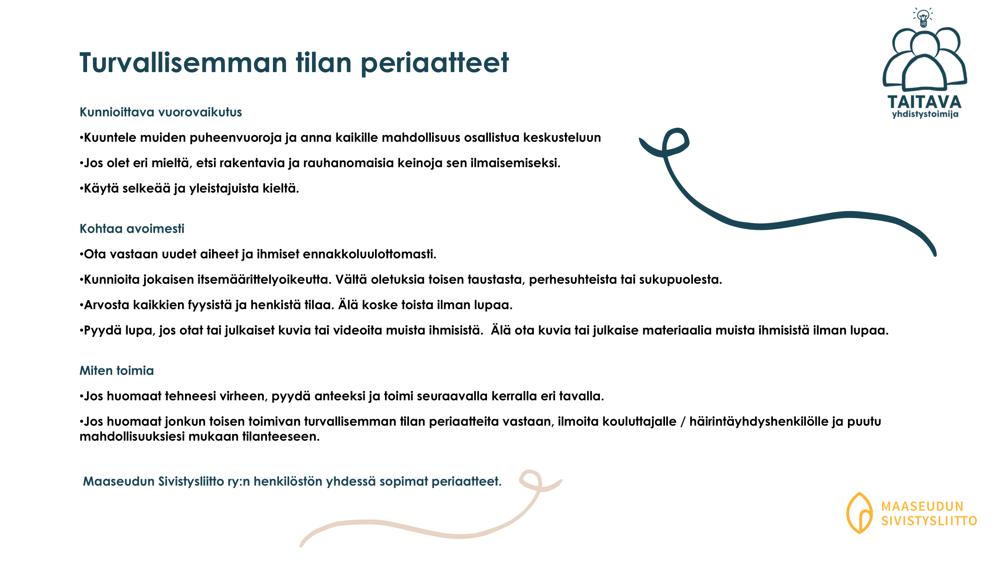 TAITAVA
yhdistystoimija
Turvallisemman tilan periaatteet
Kunnioittava vuorovaikutus
•Kuuntele muiden puheenvuoroja ja anna kaikille mahdollisuus osallistua keskusteluun
•Jos olet eri mieltä, etsi rakentavia ja rauhanomaisia keinoja sen ilmaisemiseksi.
•Käytä selkeää ja yleistajuista kieltä.
Kohtaa avoimesti
•Ota vastaan uudet aiheet ja ihmiset ennakkoluulottomasti.
•Kunnioita jokaisen itsemäärittelyoikeutta. Vältä oletuksia toisen taustasta, perhesuhteista tai sukupuolesta.
•Arvosta kaikkien fyysistä ja henkistä tilaa. Älä koske toista ilman lupaa.
•Pyydä lupa, jos otat tai julkaiset kuvia tai videoita muista ihmisistä.  Älä ota kuvia tai julkaise materiaalia muista ihmisistä ilman lupaa.
Miten toimia
•Jos huomaat tehneesi virheen, pyydä anteeksi ja toimi seuraavalla kerralla eri tavalla.
•Jos huomaat jonkun toisen toimivan turvallisemman tilan periaatteita vastaan, ilmoita kouluttajalle / häirintäyhdyshenkilölle ja puutu
mahdollisuuksiesi mukaan tilanteeseen.
Maaseudun Sivistysliitto ry:n henkilöstön yhdessä sopimat periaatteet.
MAASEUDUN
SIVISTYSLIITTO